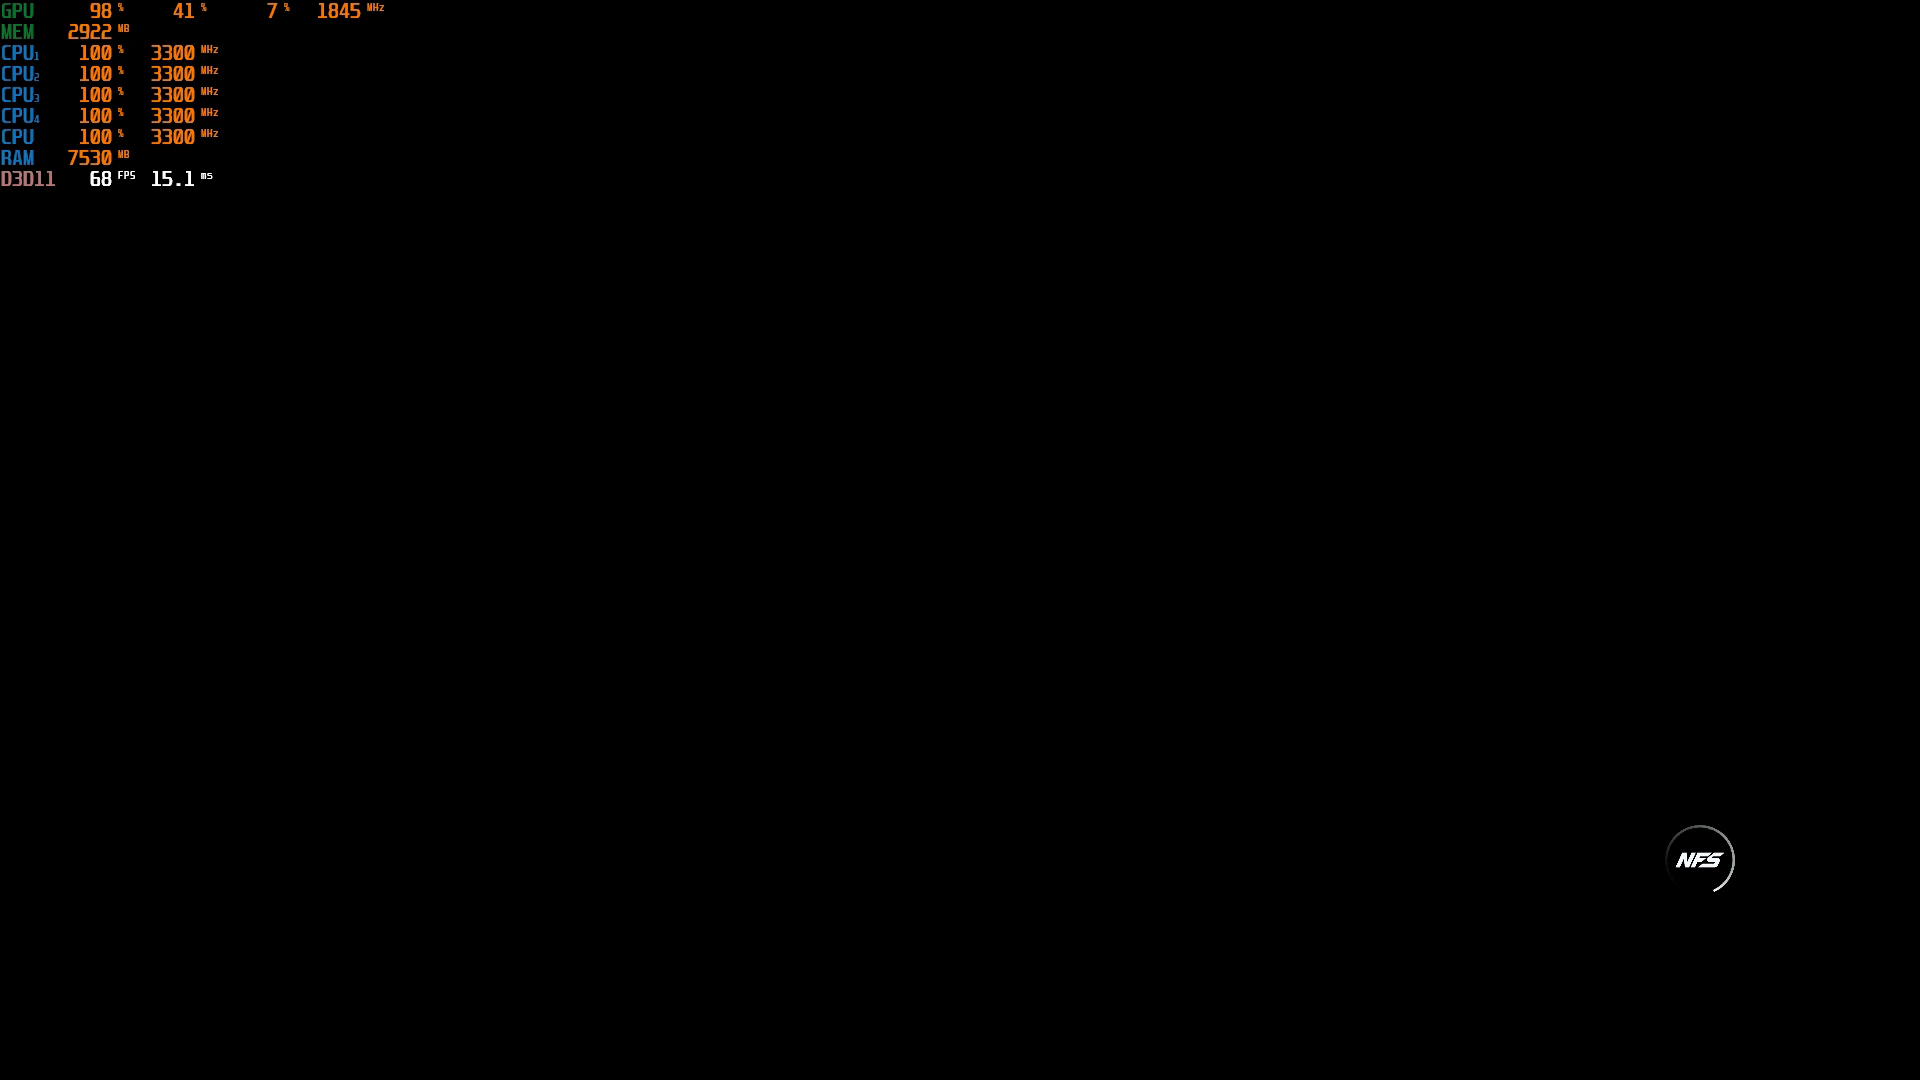 GPU 98 % 41 % 7 % 1845 MHz
MEM 2922 MB
CPU1 100 % 3300 MHz
CPU2 100 % 3300 MHz
CPU3 100 % 3300 MHz
CPU4 100 % 3300 MHz
CPU 100 % 3300 MHz
RAM 7530 MB
D3D11 68 FPS 15.1 ms
NFS